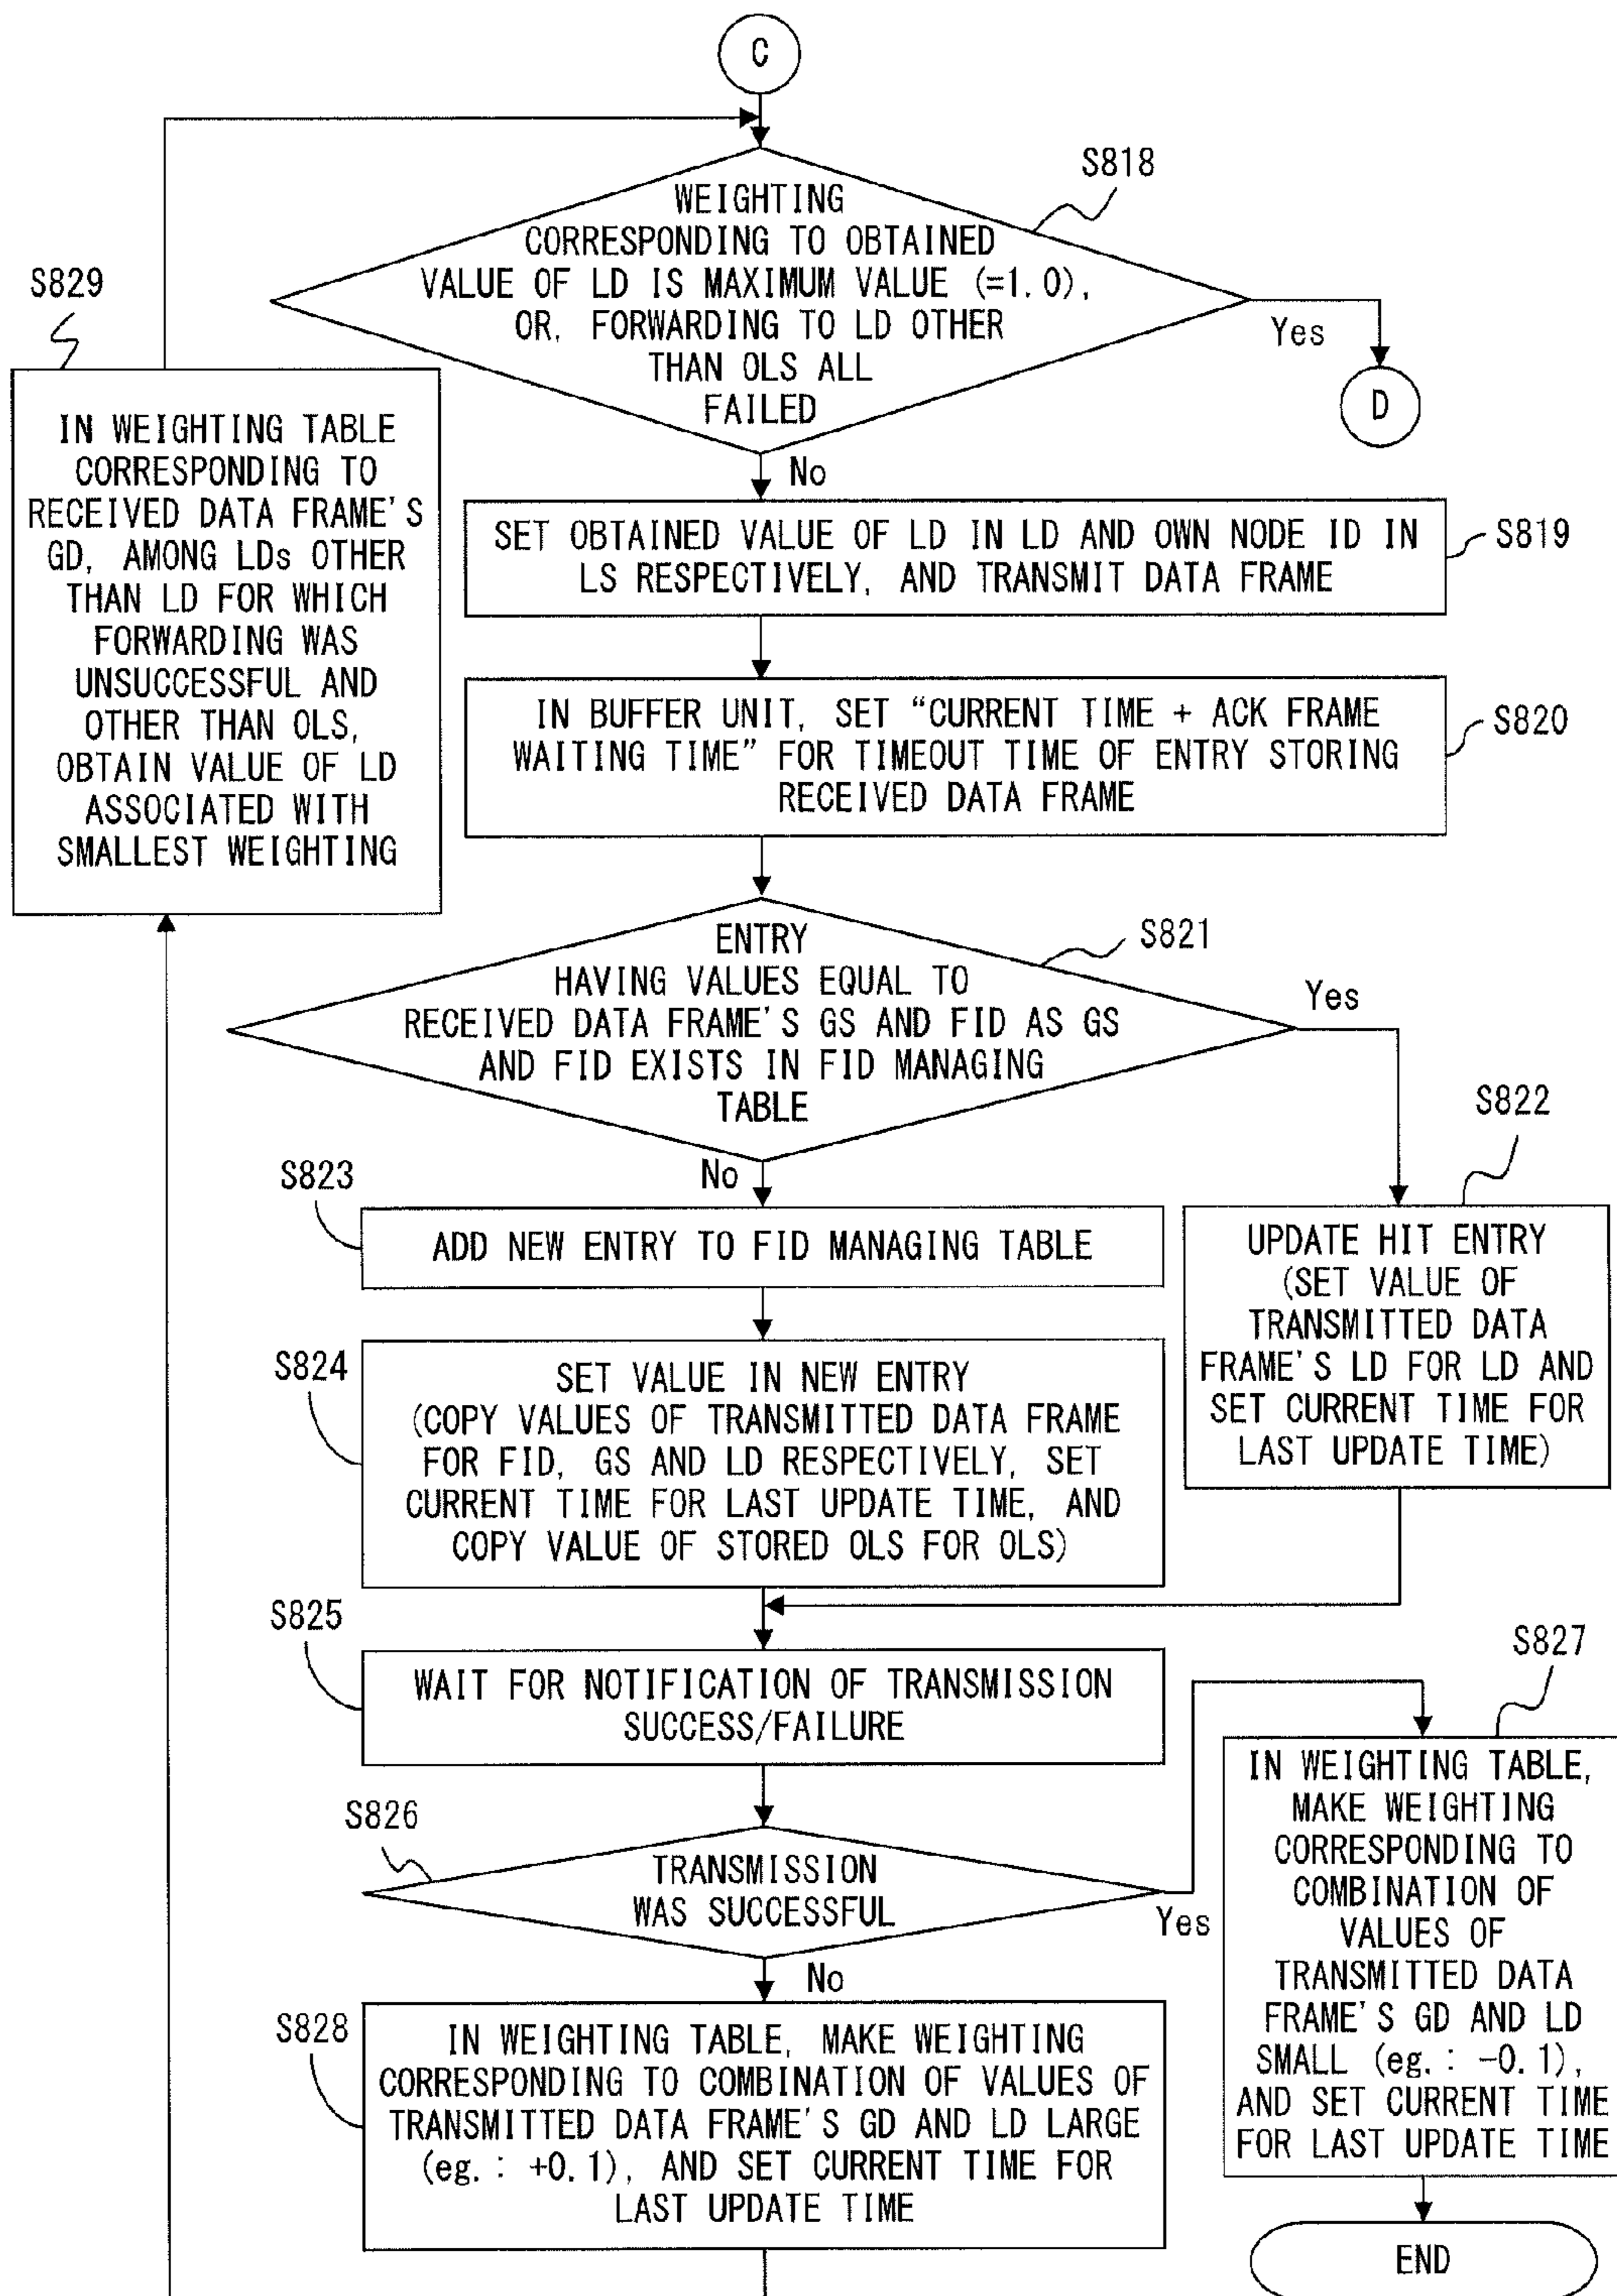 C
S818
WEIGHTING
CORRESPONDING TO OBTAINED
VALUE OF LD IS MAXIMUM VALUE (=1.0),
OR, FORWARDING TO LD OTHER
THAN OLS ALL
FAILED
Yes
D
No
S829
IN WEIGHTING TABLE
CORRESPONDING TO
RECEIVED DATA FRAME'S
GD, AMONG LDs OTHER
THAN LD FOR WHICH
FORWARDING WAS
UNSUCCESSFUL AND
OTHER THAN OLS,
OBTAIN VALUE OF LD
ASSOCIATED WITH
SMALLEST WEIGHTING
SET OBTAINED VALUE OF LD IN LD AND OWN NODE ID IN
LS RESPECTIVELY, AND TRANSMIT DATA FRAME
S819
IN BUFFER UNIT, SET “CURRENT TIME + ACK FRAME
WAITING TIME” FOR TIMEOUT TIME OF ENTRY STORING
RECEIVED DATA FRAME
S820
S821
ENTRY
HAVING VALUES EQUAL TO
RECEIVED DATA FRAME'S GS AND FID AS GS
AND FID EXISTS IN FID MANAGING
TABLE
Yes
No
S822
UPDATE HIT ENTRY
(SET VALUE OF
TRANSMITTED DATA
FRAME'S LD FOR LD AND
SET CURRENT TIME FOR
LAST UPDATE TIME)
S823
ADD NEW ENTRY TO FID MANAGING TABLE
S824
SET VALUE IN NEW ENTRY
(COPY VALUES OF TRANSMITTED DATA FRAME
FOR FID, GS AND LD RESPECTIVELY, SET
CURRENT TIME FOR LAST UPDATE TIME, AND
COPY VALUE OF STORED OLS FOR OLS)
S825
WAIT FOR NOTIFICATION OF TRANSMISSION
SUCCESS/FAILURE
S826
TRANSMISSION
WAS SUCCESSFUL
Yes
No
S827
IN WEIGHTING TABLE,
MAKE WEIGHTING
CORRESPONDING TO
COMBINATION OF
VALUES OF
TRANSMITTED DATA
FRAME'S GD AND LD
SMALL (eg.: -0.1),
AND SET CURRENT TIME
FOR LAST UPDATE TIME
S828
IN WEIGHTING TABLE, MAKE WEIGHTING
CORRESPONDING TO COMBINATION OF VALUES OF
TRANSMITTED DATA FRAME'S GD AND LD LARGE
(eg.: +0.1), AND SET CURRENT TIME FOR
LAST UPDATE TIME
END